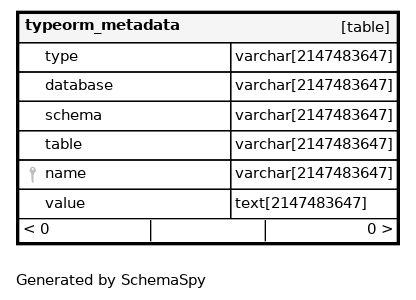 typeorm_metadata [table]
type varchar[2147483647]
database varchar[2147483647]
schema varchar[2147483647]
table varchar[2147483647]
name varchar[2147483647]
value text[2147483647]
< 0 0 >
Generated by SchemaSpy